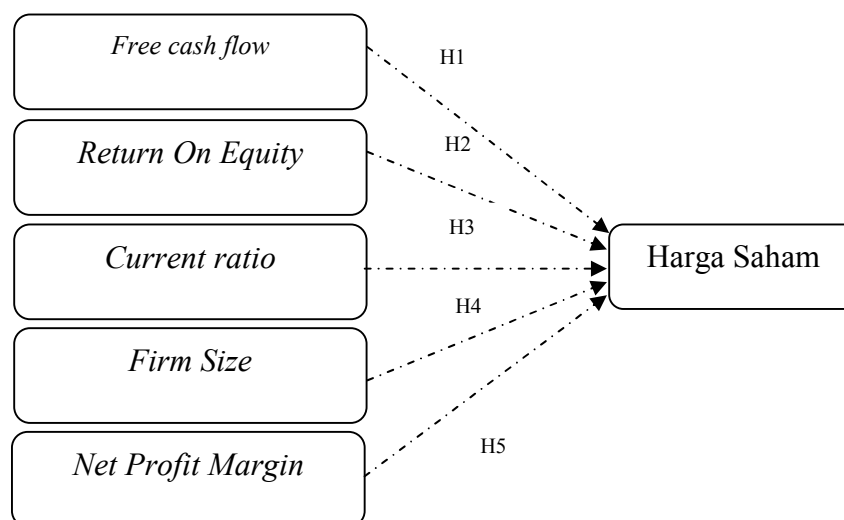 Free cash flow
H1
Return On Equity
H2
Current ratio
H3
Harga Saham
Firm Size
H4
Net Profit Margin
H5